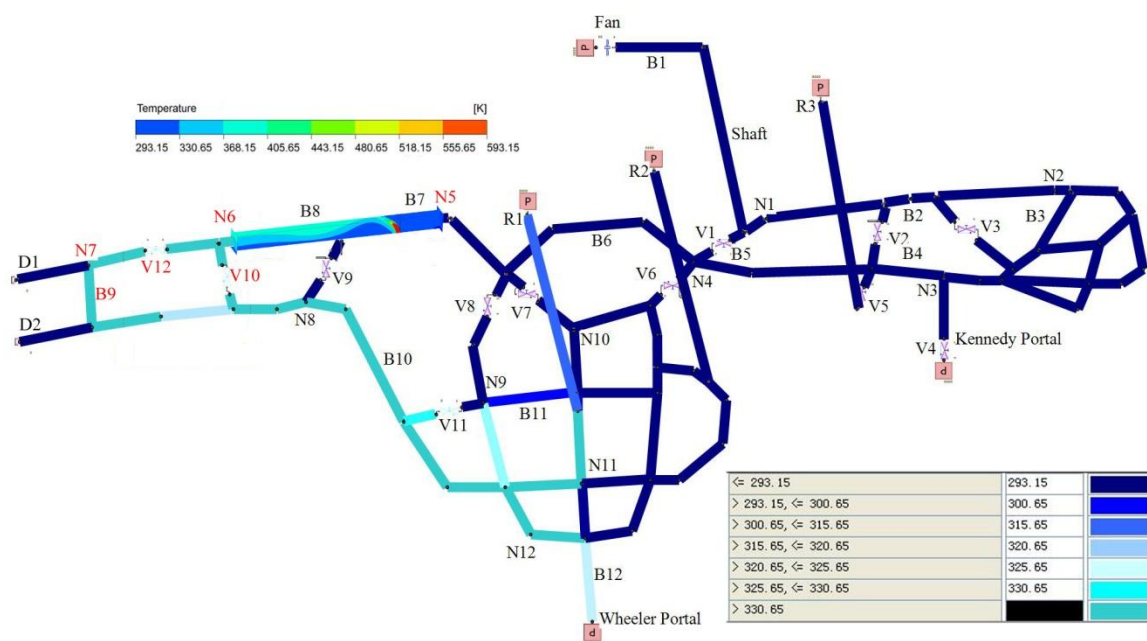 Fan
P
B1
Temperature [K]
293.15 330.65 368.15 405.65 443.15 480.65 518.15 555.65 593.15
P
R3
Shaft
P
R2
N2
N1
B2
V3
B3
B7
N5
P
R1
B8
N6
B6
V1
B5
V2
B4
N7
V12
D1
V10
V9
V6
N4
N3
V5
B9
V8
V7
D2
N8
N10
Kennedy Portal
V4
P
B10
N9
B11
V11
N11
N12
B12
Wheeler Portal
P
<= 293.15 293.15
> 293.15, <= 300.65 300.65
> 300.65, <= 315.65 315.65
> 315.65, <= 320.65 320.65
> 320.65, <= 325.65 325.65
> 325.65, <= 330.65 330.65
> 330.65